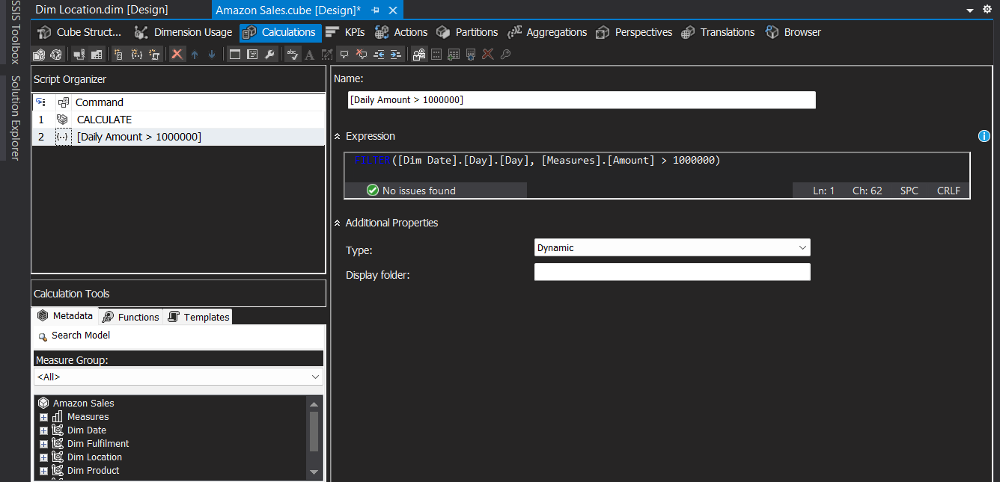 Dim Location.dim [Design]
Amazon Sales.cube [Design]*
SSIS Toolbox
Solution Explorer
Cube Struct...
Dimension Usage
Calculations
KPIs
Actions
Partitions
Aggregations
Perspectives
Translations
Browser
Script Organizer
Command
1 CALCULATE
2 [Daily Amount > 1000000]
Calculation Tools
Metadata
Functions
Templates
Search Model
Measure Group:
<All>
Amazon Sales
Measures
Dim Date
Dim Fulfilment
Dim Location
Dim Product
Name:
[Daily Amount > 1000000]
Expression
FILTER([Dim Date].[Day].[Day], [Measures].[Amount] > 1000000)
No issues found
Ln: 1 Ch: 62 SPC CRLF
Additional Properties
Type: Dynamic
Display folder: